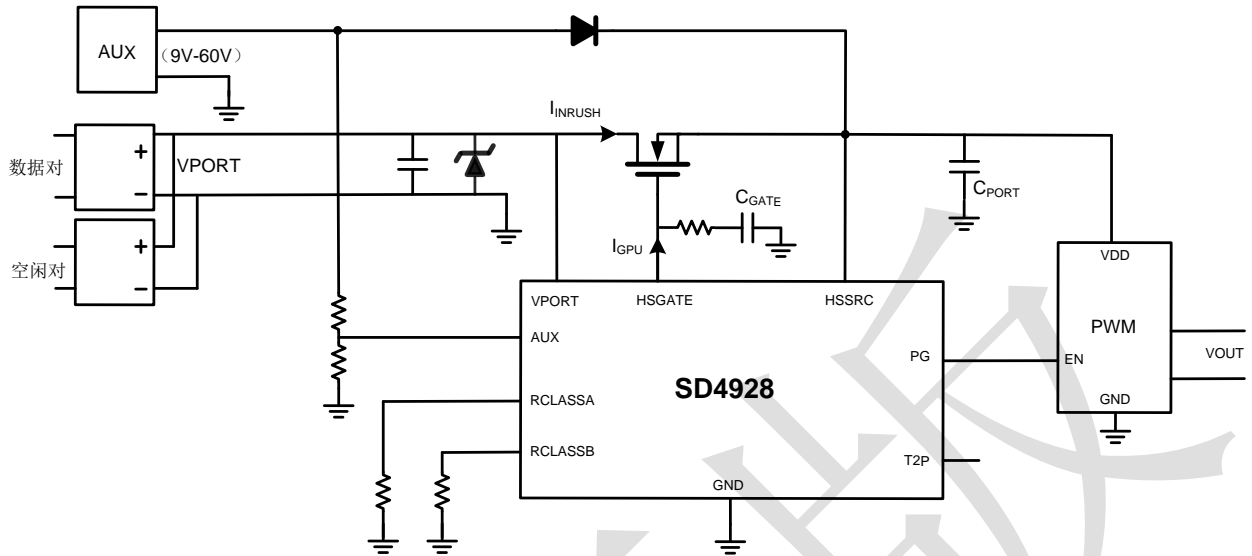 AUX
（9V-60V）
I_INRUSH
数据对
+
VPORT
−
C_PORT
C_GATE
空闲对
+
−
I_GPU
VPORT
HSGATE
HSSRC
VDD
AUX
PWM
PG
EN
VOUT
SD4928
RCLASSA
GND
RCLASSB
T2P
GND